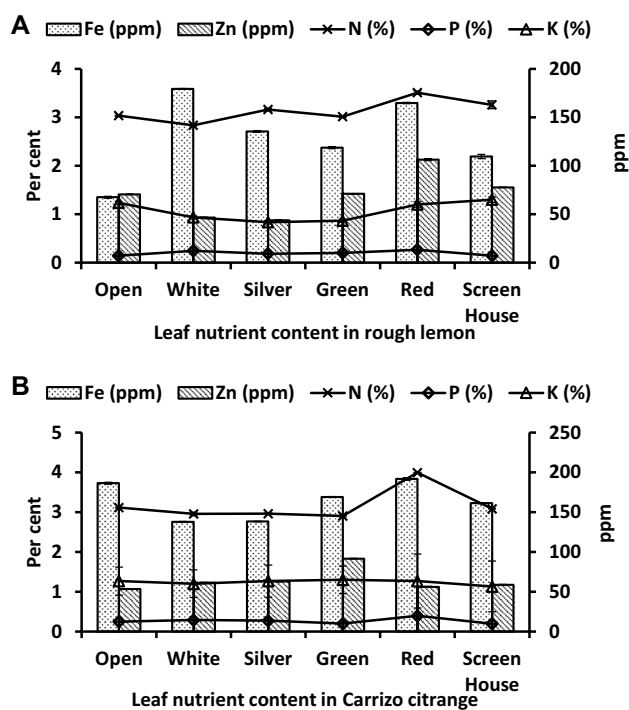 A
Fe (ppm) Zn (ppm) N (%) P (%) K (%)
4 200
3 150
2 100
1 50
0 0
Per cent
ppm
Open White Silver Green Red Screen House
Leaf nutrient content in rough lemon
B
Fe (ppm) Zn (ppm) N (%) P (%) K (%)
5 250
4 200
3 150
2 100
1 50
0 0
Per cent
ppm
Open White Silver Green Red Screen House
Leaf nutrient content in Carrizo citrange